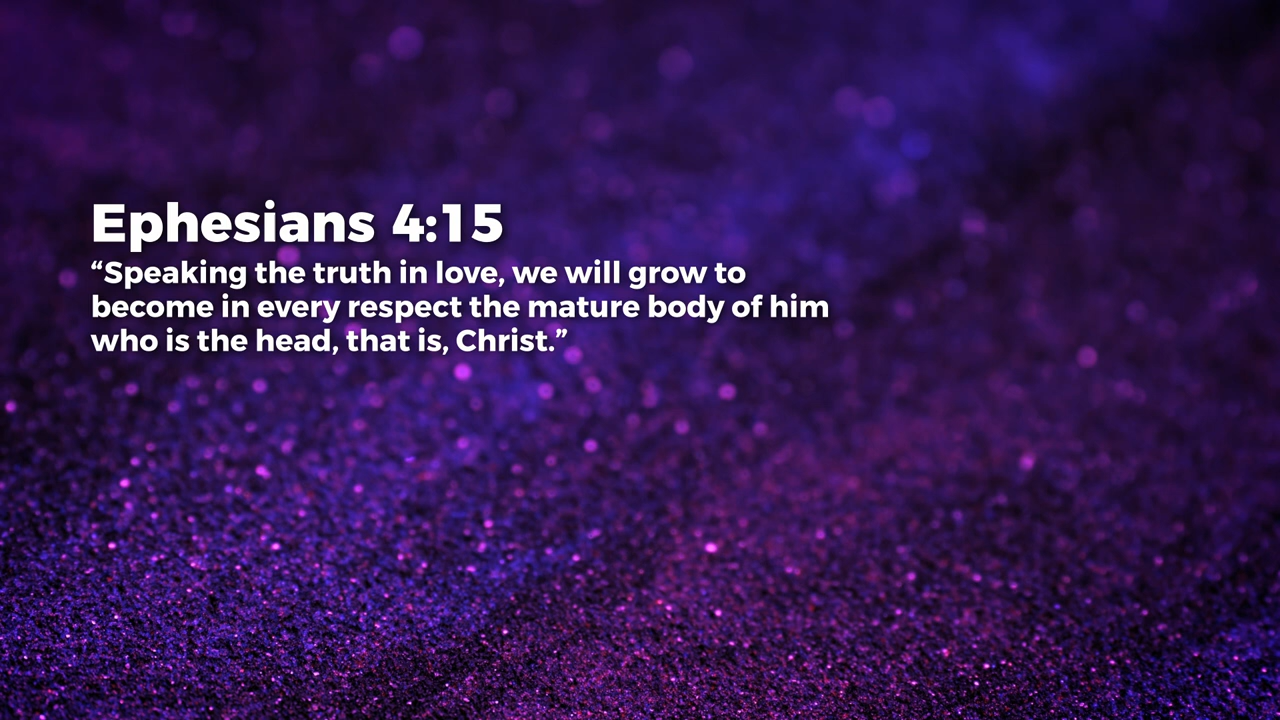 Ephesians 4:15
“Speaking the truth in love, we will grow to
become in every respect the mature body of him
who is the head, that is, Christ.”